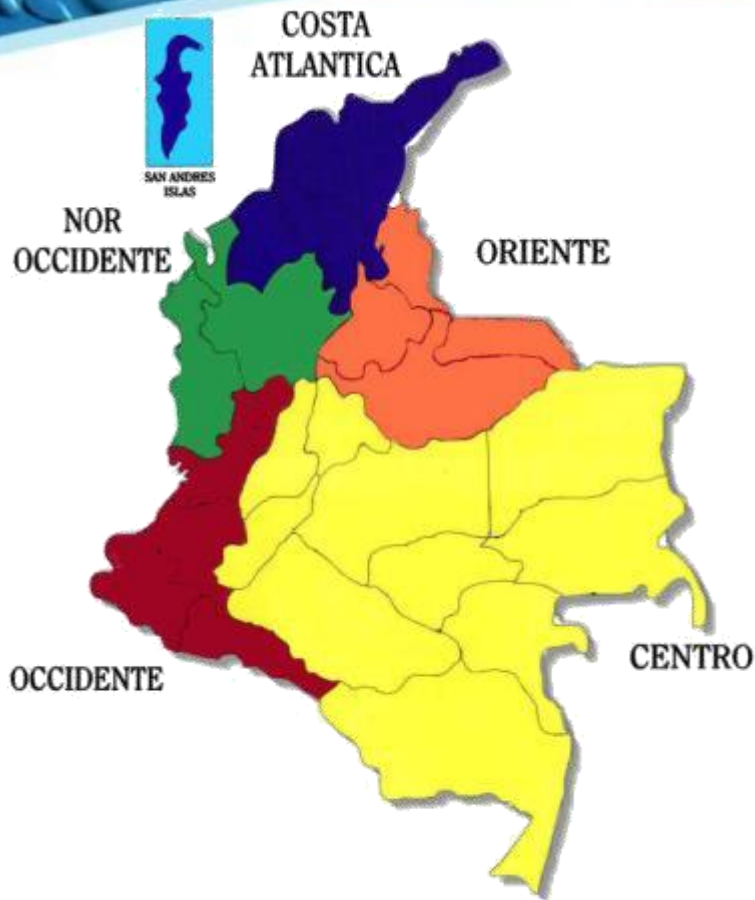 COSTA
ATLANTICA
SAN ANDRES
ISLAS
NOR
OCCIDENTE
ORIENTE
OCCIDENTE
CENTRO